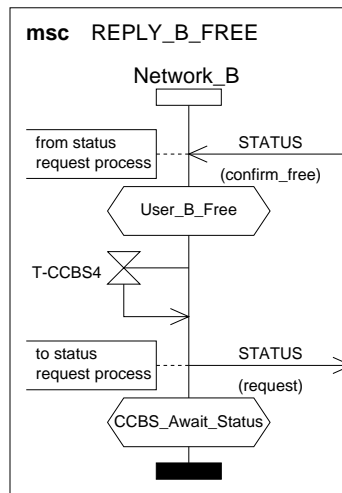 msc REPLY_B_FREE
Network_B
from status
request process
STATUS
(confirm_free)
User_B_Free
T-CCBS4
to status
request process
STATUS
(request)
CCBS_Await_Status